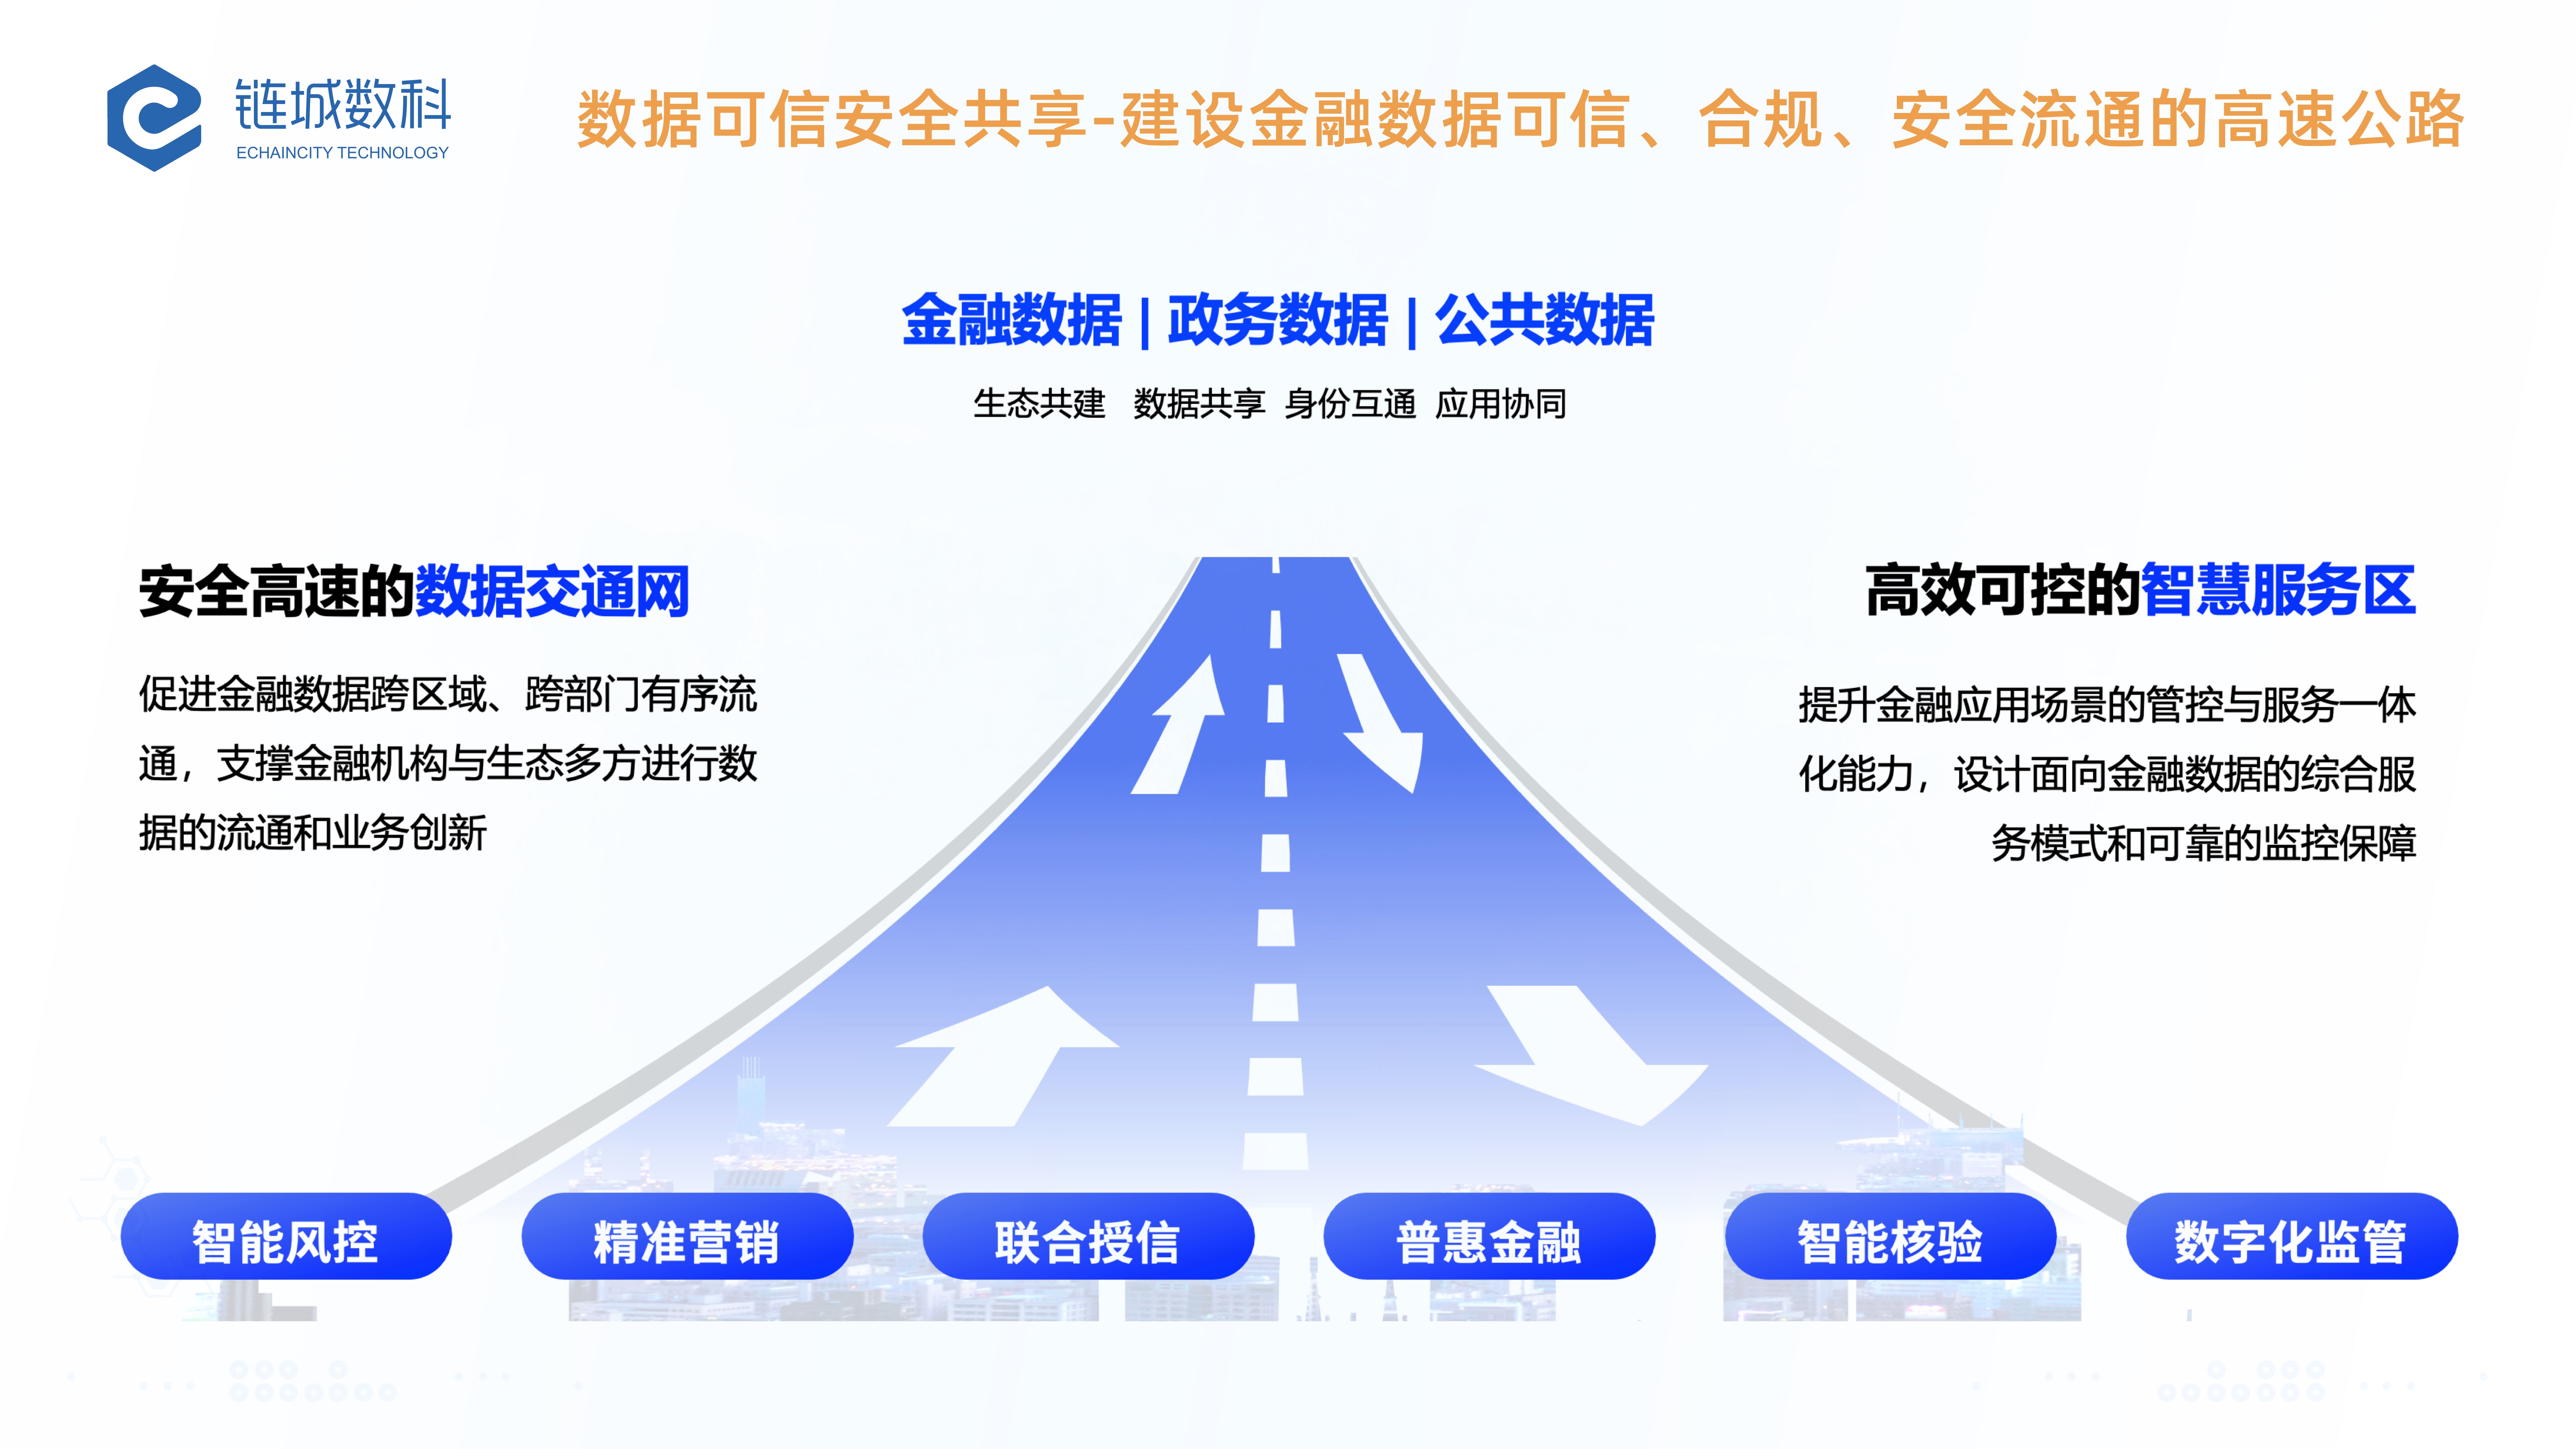 链城数科
ECHAINCITY TECHNOLOGY
数据可信安全共享-建设金融数据可信、合规、安全流通的高速公路
金融数据 | 政务数据 | 公共数据
生态共建 数据共享 身份互通 应用协同
安全高速的数据交通网
促进金融数据跨区域、跨部门有序流
通，支撑金融机构与生态多方进行数
据的流通和业务创新
高效可控的智慧服务区
提升金融应用场景的管控与服务一体
化能力，设计面向金融数据的综合服
务模式和可靠的监控保障
智能风控
精准营销
联合授信
普惠金融
智能核验
数字化监管